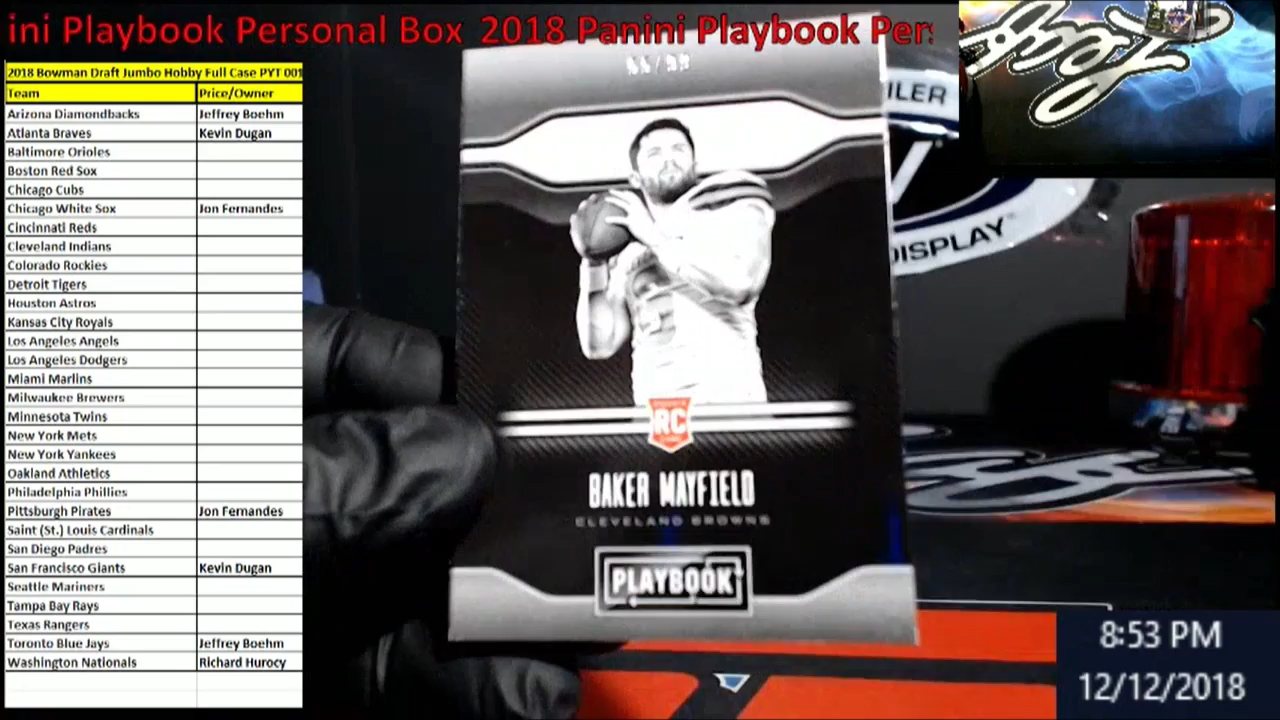 ini Playbook Personal Box 2018 Panini Playbook Pers
2018 Bowman Draft Jumbo Hobby Full Case PYT 001
Team Price/Owner
Arizona Diamondbacks Jeffrey Boehm
Atlanta Braves Kevin Dugan
Baltimore Orioles
Boston Red Sox
Chicago Cubs
Chicago White Sox Jon Fernandes
Cincinnati Reds
Cleveland Indians
Colorado Rockies
Detroit Tigers
Houston Astros
Kansas City Royals
Los Angeles Angels
Los Angeles Dodgers
Miami Marlins
Milwaukee Brewers
Minnesota Twins
New York Mets
New York Yankees
Oakland Athletics
Philadelphia Phillies
Pittsburgh Pirates Jon Fernandes
Saint (St.) Louis Cardinals
San Diego Padres
San Francisco Giants Kevin Dugan
Seattle Mariners
Tampa Bay Rays
Texas Rangers
Toronto Blue Jays Jeffrey Boehm
Washington Nationals Richard Hurocy
RC
BAKER MAYFIELD
CLEVELAND BROWNS
PLAYBOOK
DISPLAY
8:53 PM
12/12/2018